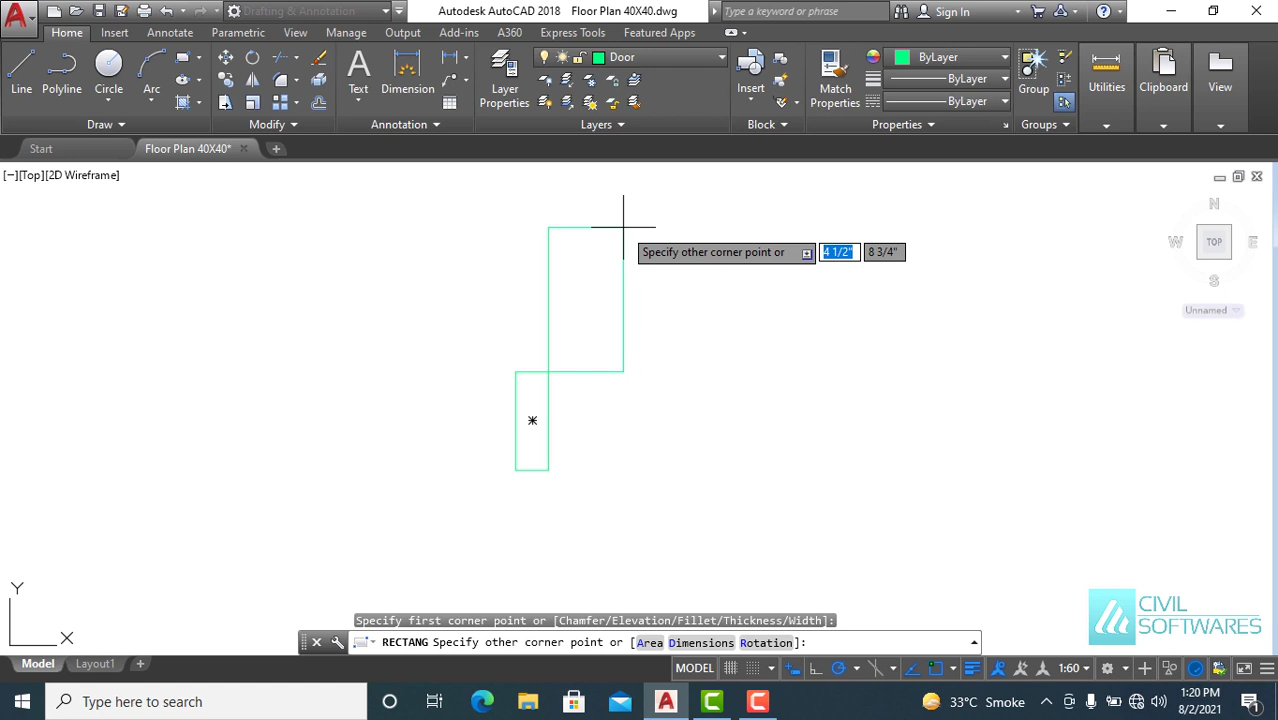 Drafting & Annotation
Autodesk AutoCAD 2018 Floor Plan 40X40.dwg
Type a keyword or phrase
Sign In
Home Insert Annotate Parametric View Manage Output Add-ins A360 Express Tools Featured Apps
Line Polyline Circle Arc
Text Dimension
Layer Properties
Door
Insert
Match Properties
ByLayer
ByLayer
ByLayer
Group
Utilities
Clipboard
View
Draw Modify Annotation Layers Block Properties Groups
Start Floor Plan 40X40*
[−][Top][2D Wireframe]
N
W TOP E
S
Unnamed
Specify other corner point or 4 1/2" 8 3/4"
Y
X
CIVIL
SOFTWARES
Specify first corner point or [Chamfer/Elevation/Fillet/Thickness/Width]:
RECTANG Specify other corner point or [Area Dimensions Rotation]:
Model Layout1
MODEL 1:60
Type here to search
33°C Smoke
1:20 PM
8/2/2021
1